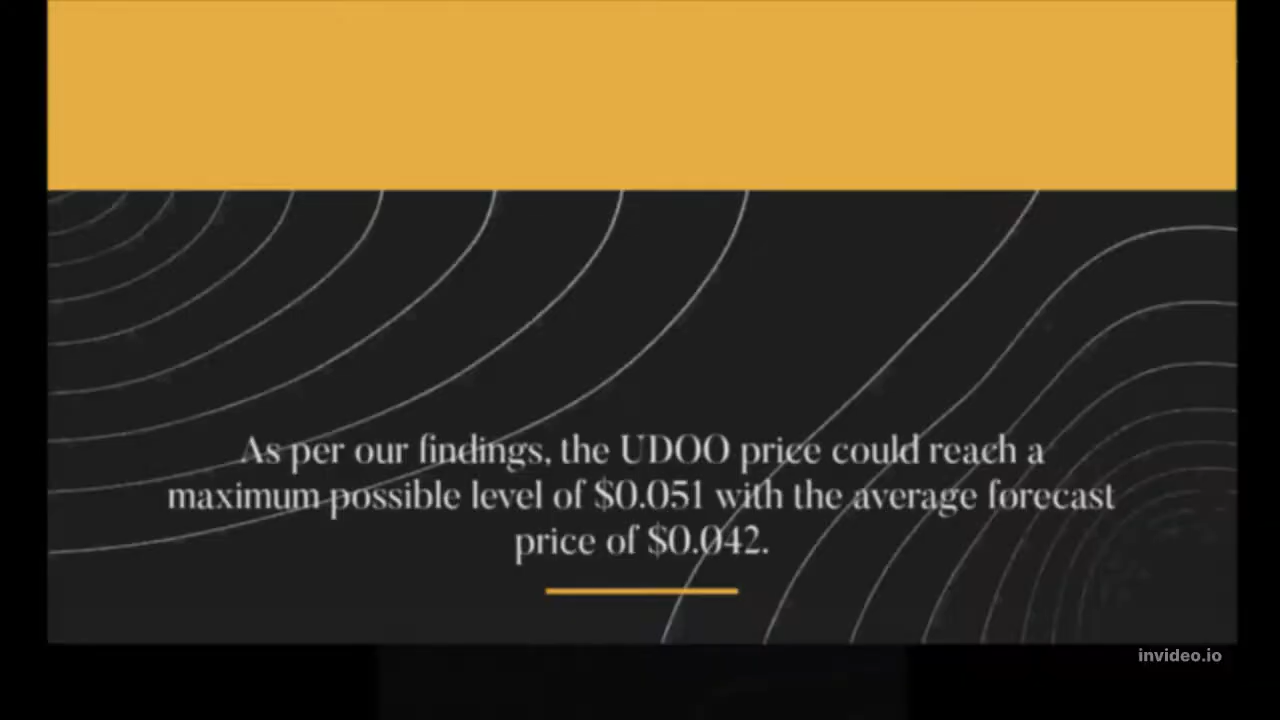 As per our findings, the UDOO price could reach a
maximum possible level of $0.051 with the average forecast
price of $0.042.
invideo.io